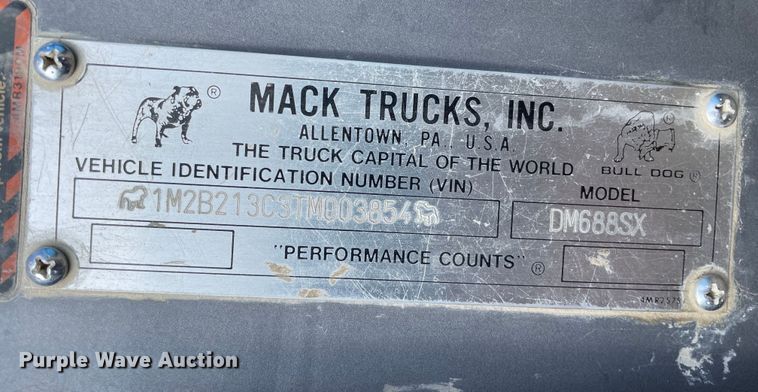 MACK TRUCKS, INC.
ALLENTOWN, PA., U.S.A.
THE TRUCK CAPITAL OF THE WORLD
BULL DOG ®
VEHICLE IDENTIFICATION NUMBER (VIN)
MODEL
1M2B213C3TM003854
DM688SX
"PERFORMANCE COUNTS" ®
Purple Wave Auction